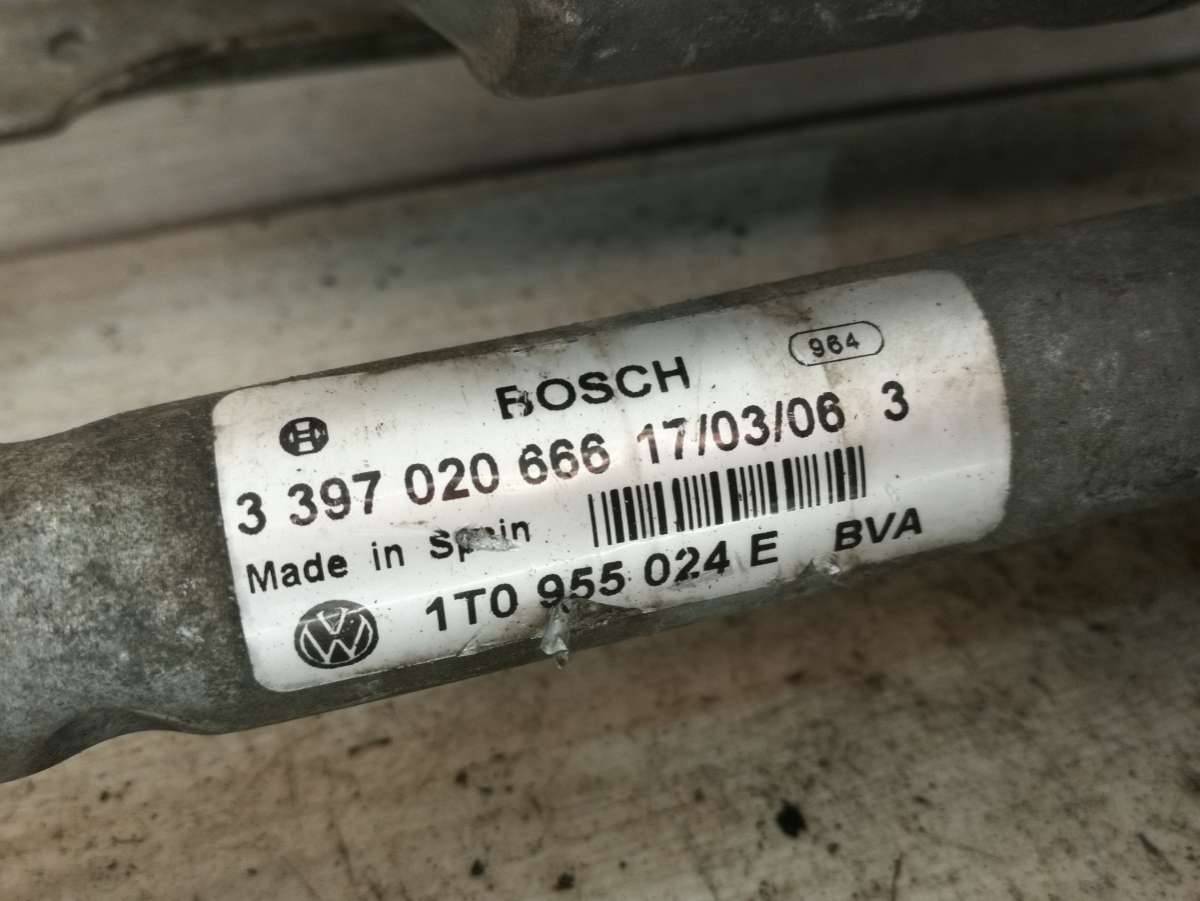 964
BOSCH
3 397 020 666 17/03/06 3
Made in Spain
1T0 955 024 E BVA